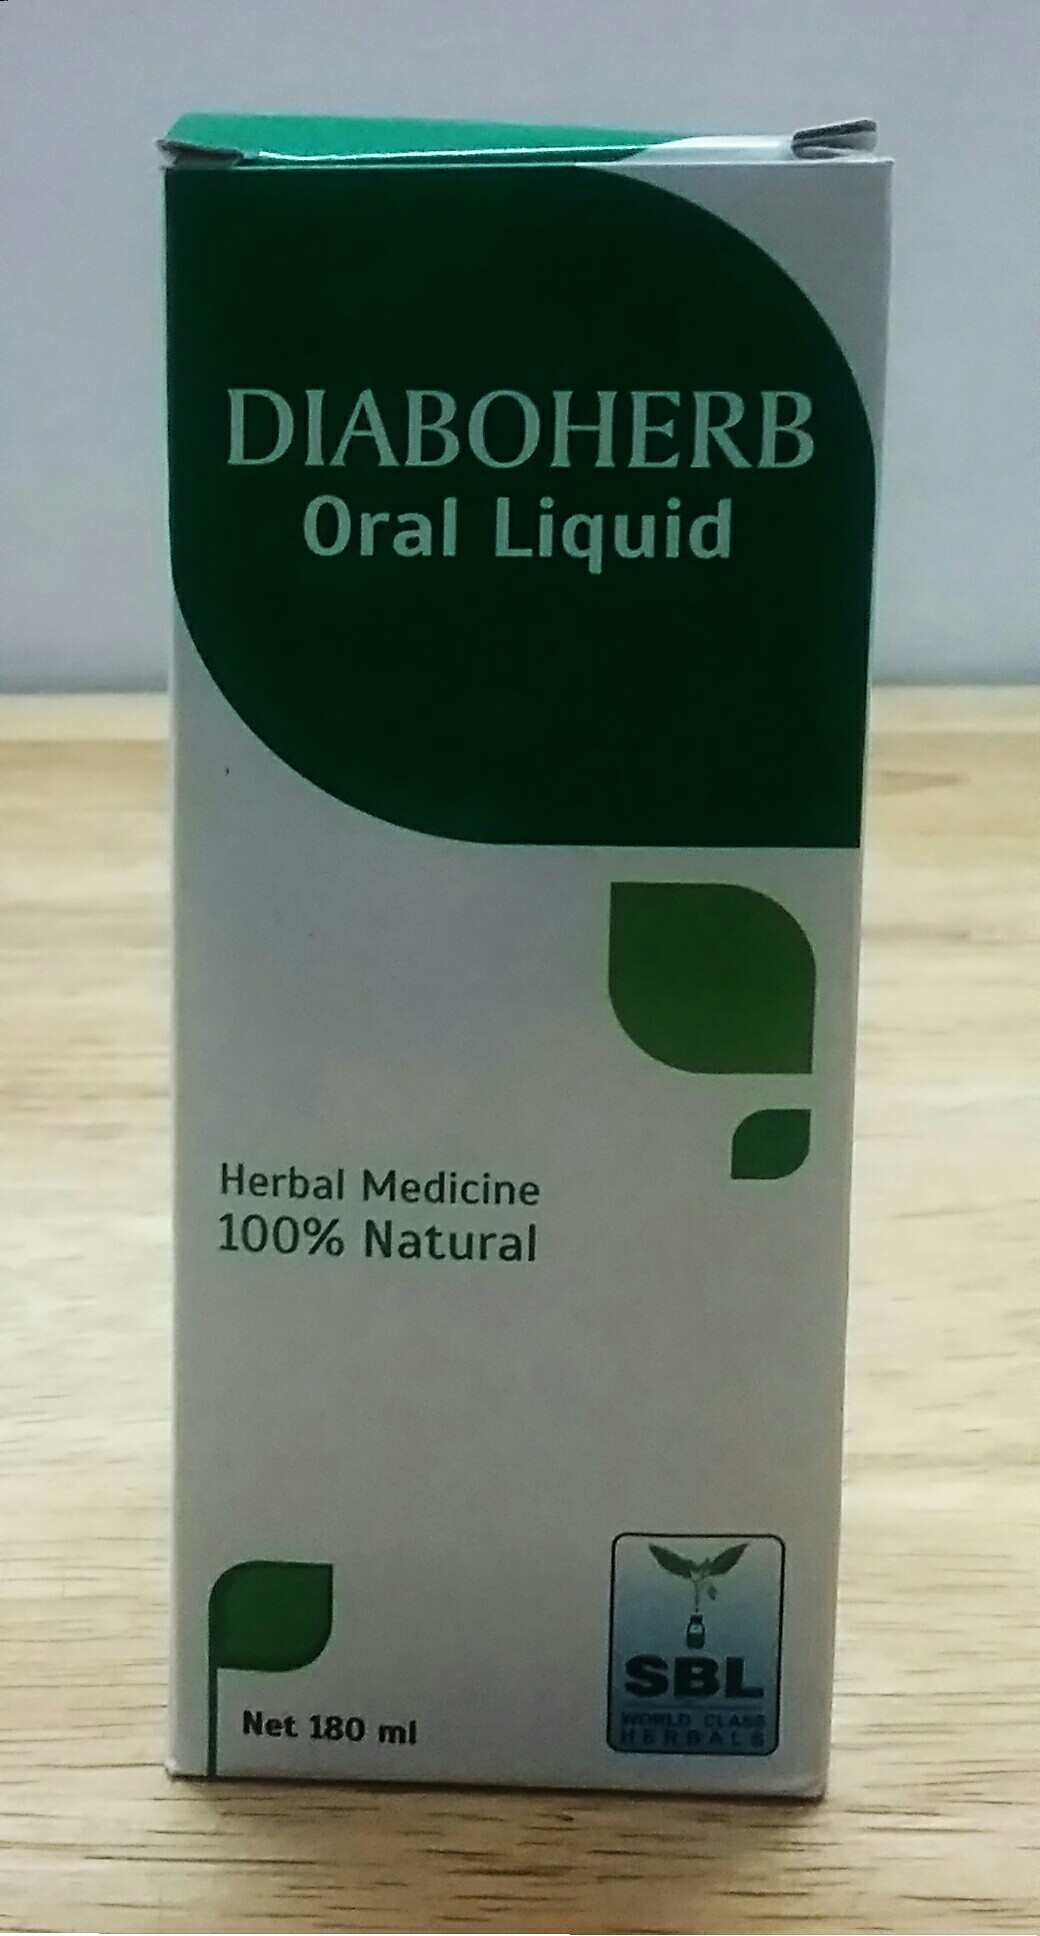 DIABOHERB
Oral Liquid
Herbal Medicine
100% Natural
Net 180 ml
SBL
WORLD CLASS
HERBALS